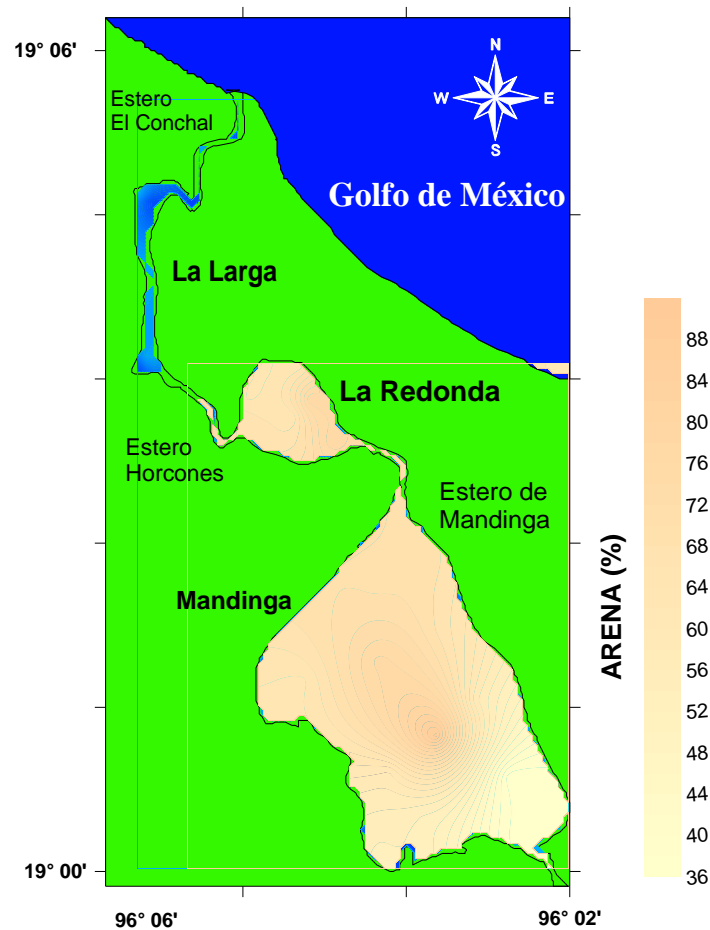 19° 06'
N
W
E
S
Estero
El Conchal
Golfo de México
La Larga
La Redonda
Estero
Horcones
Estero de
Mandinga
Mandinga
ARENA (%)
88
84
80
76
72
68
64
60
56
52
48
44
40
36
19° 00'
96° 06'
96° 02'